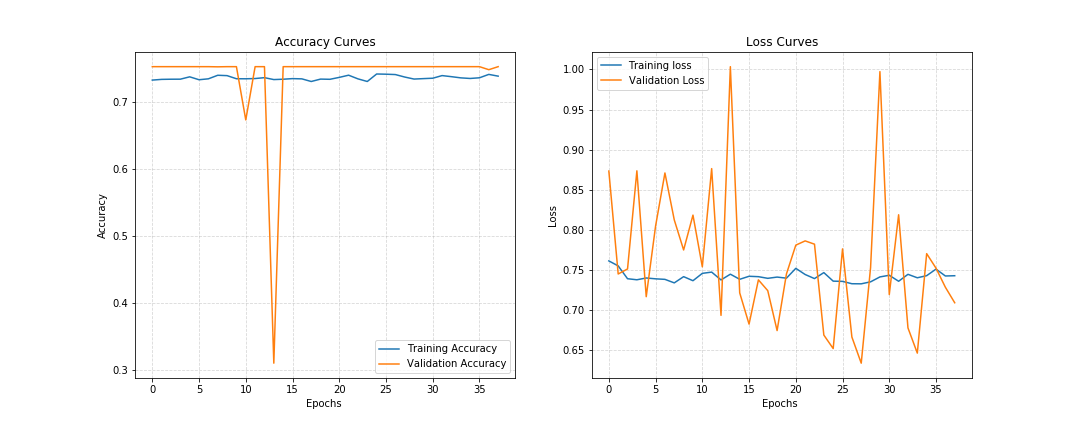 Accuracy Curves
0.7
0.6
0.5
0.4
0.3
Accuracy
0 5 10 15 20 25 30 35
Epochs
Training Accuracy
Validation Accuracy
Loss Curves
1.00
0.95
0.90
0.85
0.80
0.75
0.70
0.65
Loss
0 5 10 15 20 25 30 35
Epochs
Training loss
Validation Loss